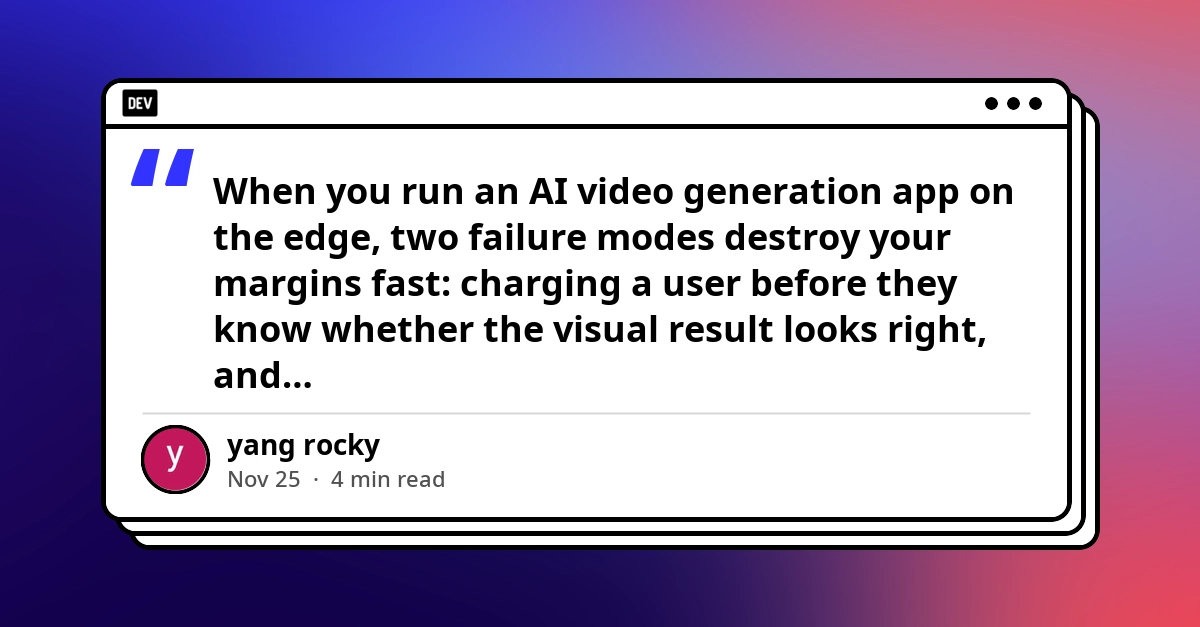 DEV
“
When you run an AI video generation app on
the edge, two failure modes destroy your
margins fast: charging a user before they
know whether the visual result looks right,
and...
y
yang rocky
Nov 25 · 4 min read